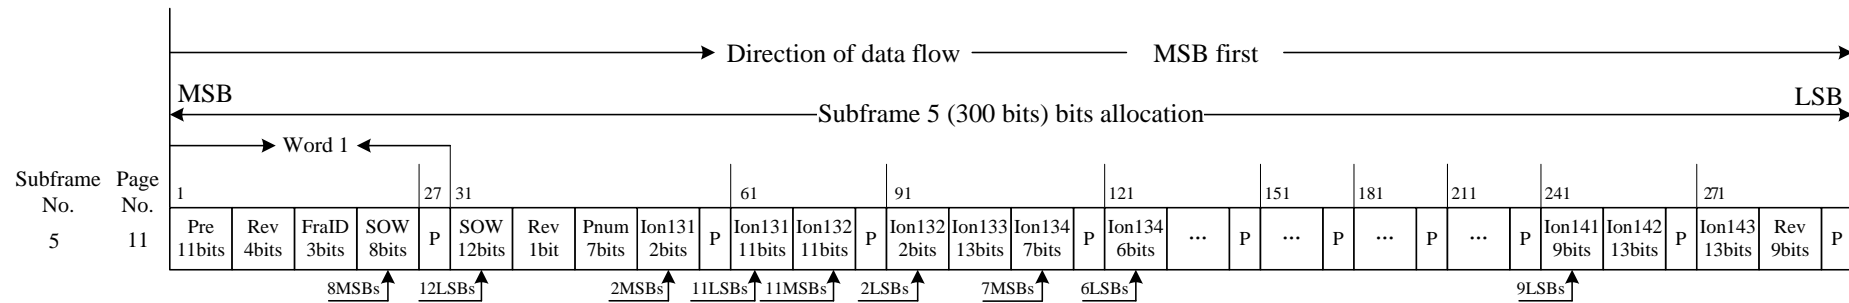 Direction of data flow MSB first
MSB LSB
Subframe 5 (300 bits) bits allocation
Word 1
Subframe No. Page No.
1 27 31 61 91 121 151 181 211 241 271
5 11 Pre 11bits Rev 4bits FraID 3bits SOW 8bits P SOW 12bits Rev 1bit Pnum 7bits Ion131 2bits P Ion131 11bits Ion132 11bits P Ion132 2bits Ion133 13bits Ion134 7bits P Ion134 6bits ... P ... P ... P ... P Ion141 9bits Ion142 13bits P Ion143 13bits Rev 9bits P
8MSBs 12LSBs 2MSBs 11LSBs 11MSBs 2LSBs 7MSBs 6LSBs 9LSBs